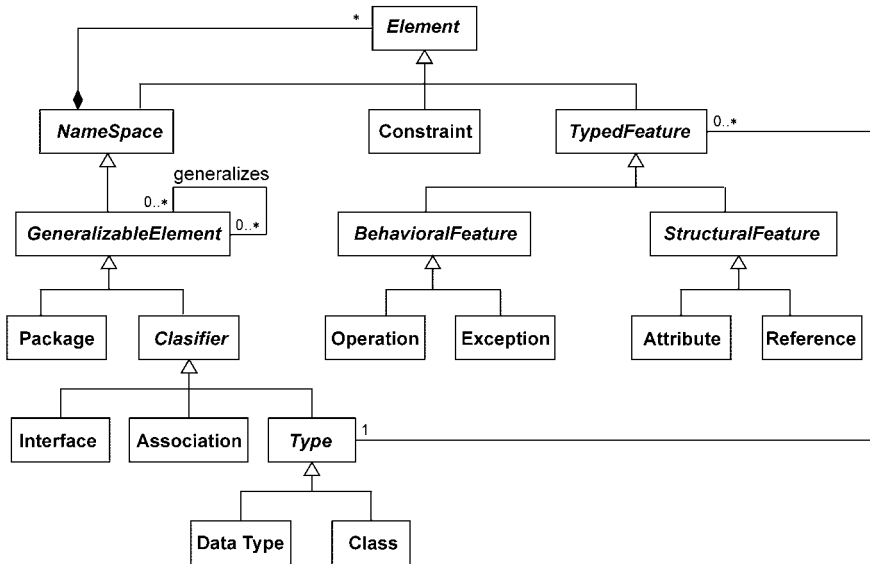 *
Element
NameSpace
Constraint
TypedFeature
0..*
generalizes
0..*
0..*
GeneralizableElement
BehavioralFeature
StructuralFeature
Package
Clasifier
Operation
Exception
Attribute
Reference
Interface
Association
Type
1
Data Type
Class